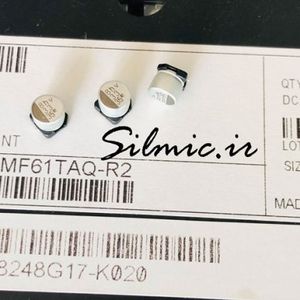 QTY
DC
NT
Silmic.ir
LOT
MF61TAQ-R2
SIZ
MAD
8248G17-K020